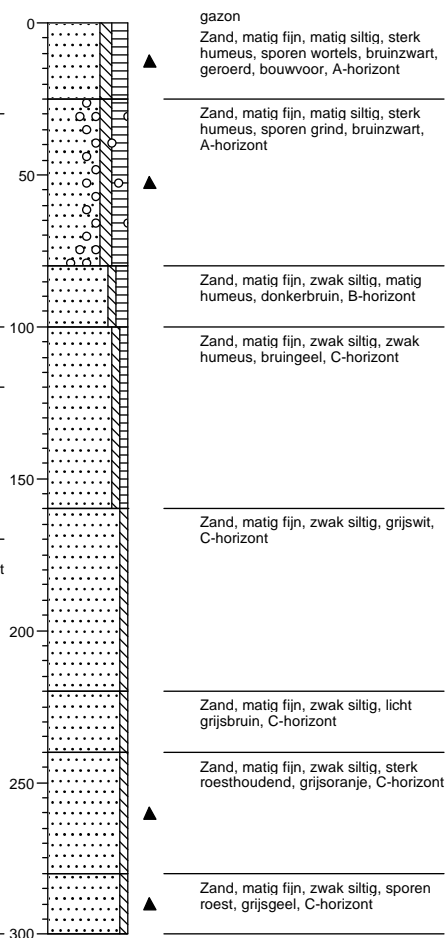 gazon
0
Zand, matig fijn, matig siltig, sterk
humeus, sporen wortels, bruinzwart,
geroerd, bouwvoor, A-horizont
Zand, matig fijn, matig siltig, sterk
humeus, sporen grind, bruinzwart,
A-horizont
50
Zand, matig fijn, zwak siltig, matig
humeus, donkerbruin, B-horizont
100
Zand, matig fijn, zwak siltig, zwak
humeus, bruingeel, C-horizont
150
Zand, matig fijn, zwak siltig, grijswit,
C-horizont
t
200
Zand, matig fijn, zwak siltig, licht
grijsbruin, C-horizont
250
Zand, matig fijn, zwak siltig, sterk
roesthoudend, grijsoranje, C-horizont
Zand, matig fijn, zwak siltig, sporen
roest, grijsgeel, C-horizont
300